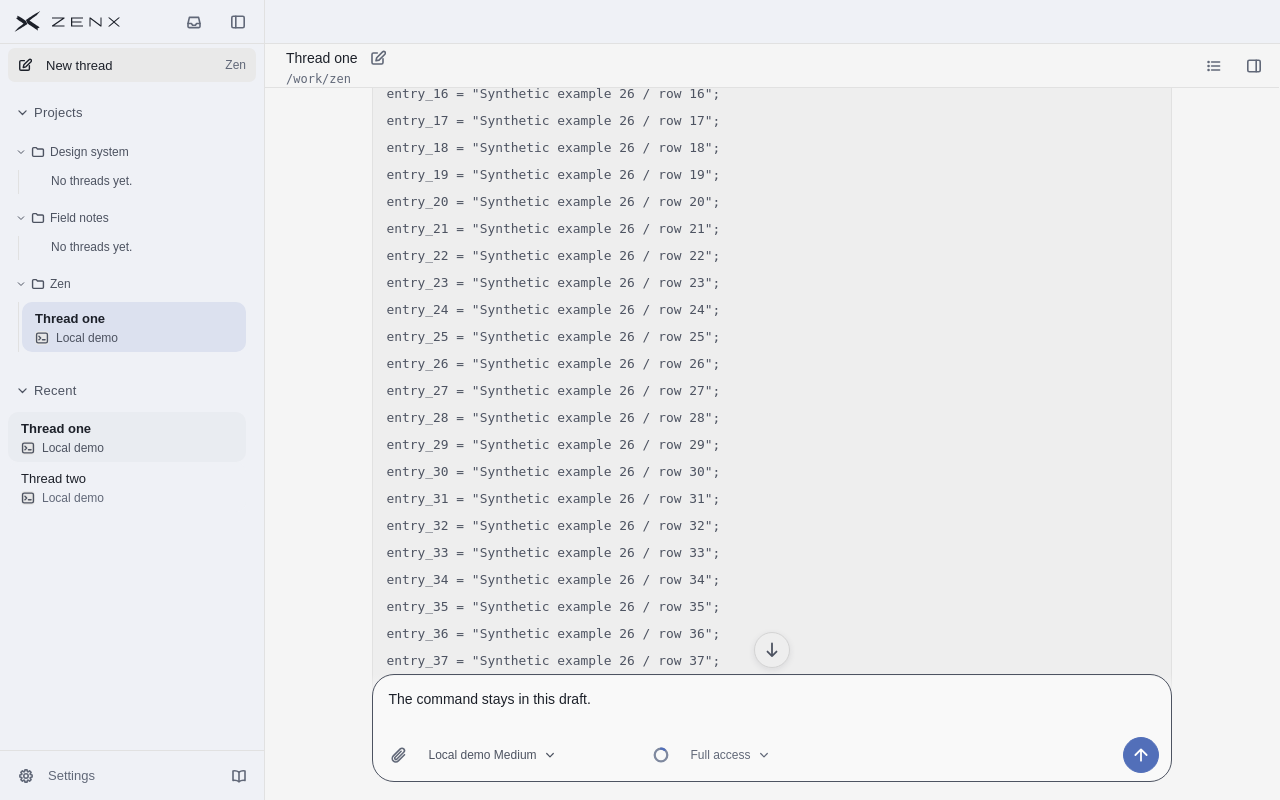 ZENX
New thread
Zen
Projects
Design system
No threads yet.
Field notes
No threads yet.
Zen
Thread one
Local demo
Recent
Thread one
Local demo
Thread two
Local demo
Settings
Thread one
/work/zen
entry_16 = "Synthetic example 26 / row 16";
entry_17 = "Synthetic example 26 / row 17";
entry_18 = "Synthetic example 26 / row 18";
entry_19 = "Synthetic example 26 / row 19";
entry_20 = "Synthetic example 26 / row 20";
entry_21 = "Synthetic example 26 / row 21";
entry_22 = "Synthetic example 26 / row 22";
entry_23 = "Synthetic example 26 / row 23";
entry_24 = "Synthetic example 26 / row 24";
entry_25 = "Synthetic example 26 / row 25";
entry_26 = "Synthetic example 26 / row 26";
entry_27 = "Synthetic example 26 / row 27";
entry_28 = "Synthetic example 26 / row 28";
entry_29 = "Synthetic example 26 / row 29";
entry_30 = "Synthetic example 26 / row 30";
entry_31 = "Synthetic example 26 / row 31";
entry_32 = "Synthetic example 26 / row 32";
entry_33 = "Synthetic example 26 / row 33";
entry_34 = "Synthetic example 26 / row 34";
entry_35 = "Synthetic example 26 / row 35";
entry_36 = "Synthetic example 26 / row 36";
entry_37 = "Synthetic example 26 / row 37";
The command stays in this draft.
Local demo Medium
Full access